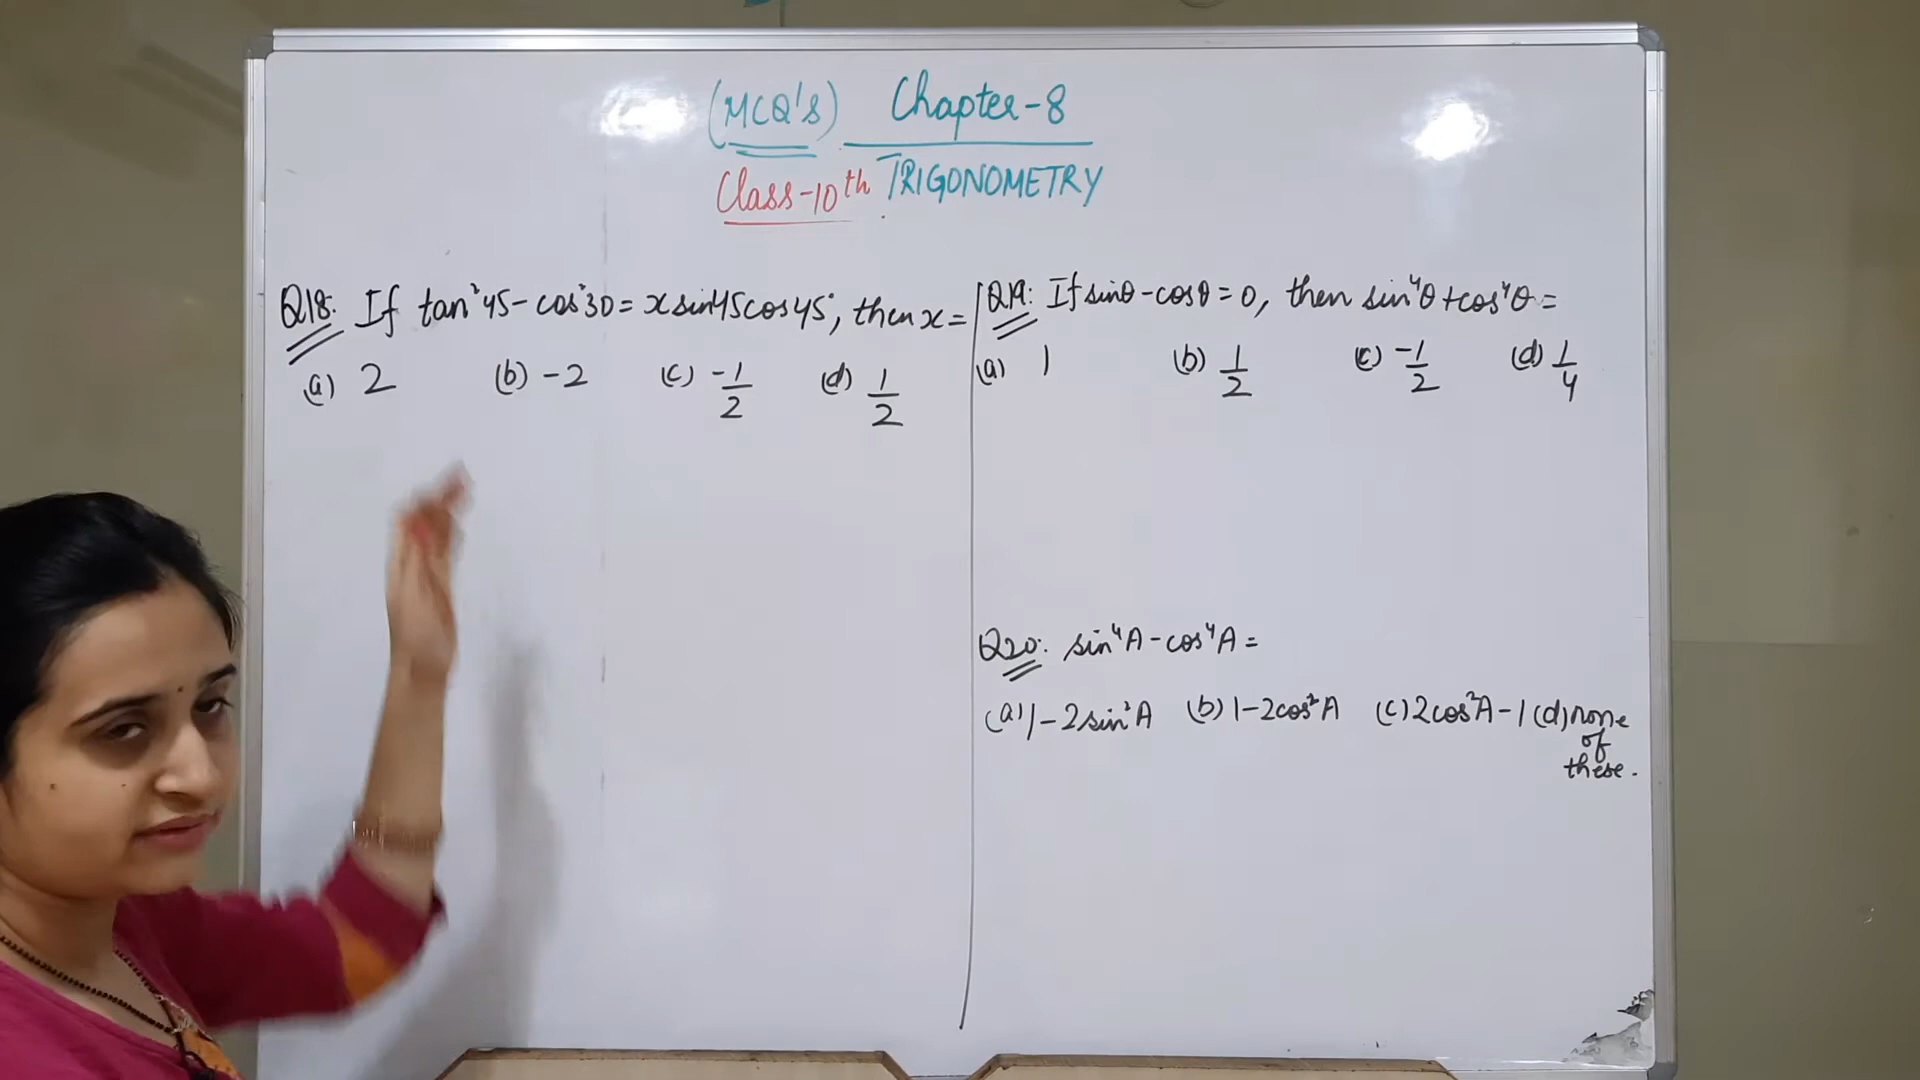 (MCQ'S) Chapter-8
Class-10th TRIGONOMETRY
Q18: If tan²45-cos²30=xsin45cos45°, then x=
(a) 2 (b) -2 (c) -1/2 (d) 1/2
Q19: If sinθ-cosθ=0, then sin⁴θ+cos⁴θ=
(a) 1 (b) 1/2 (c) -1/2 (d) 1/4
Q20: sin⁴A-cos⁴A=
(a) 1-2sin²A (b) 1-2cos²A (c) 2cos²A-1 (d) none
of
these.